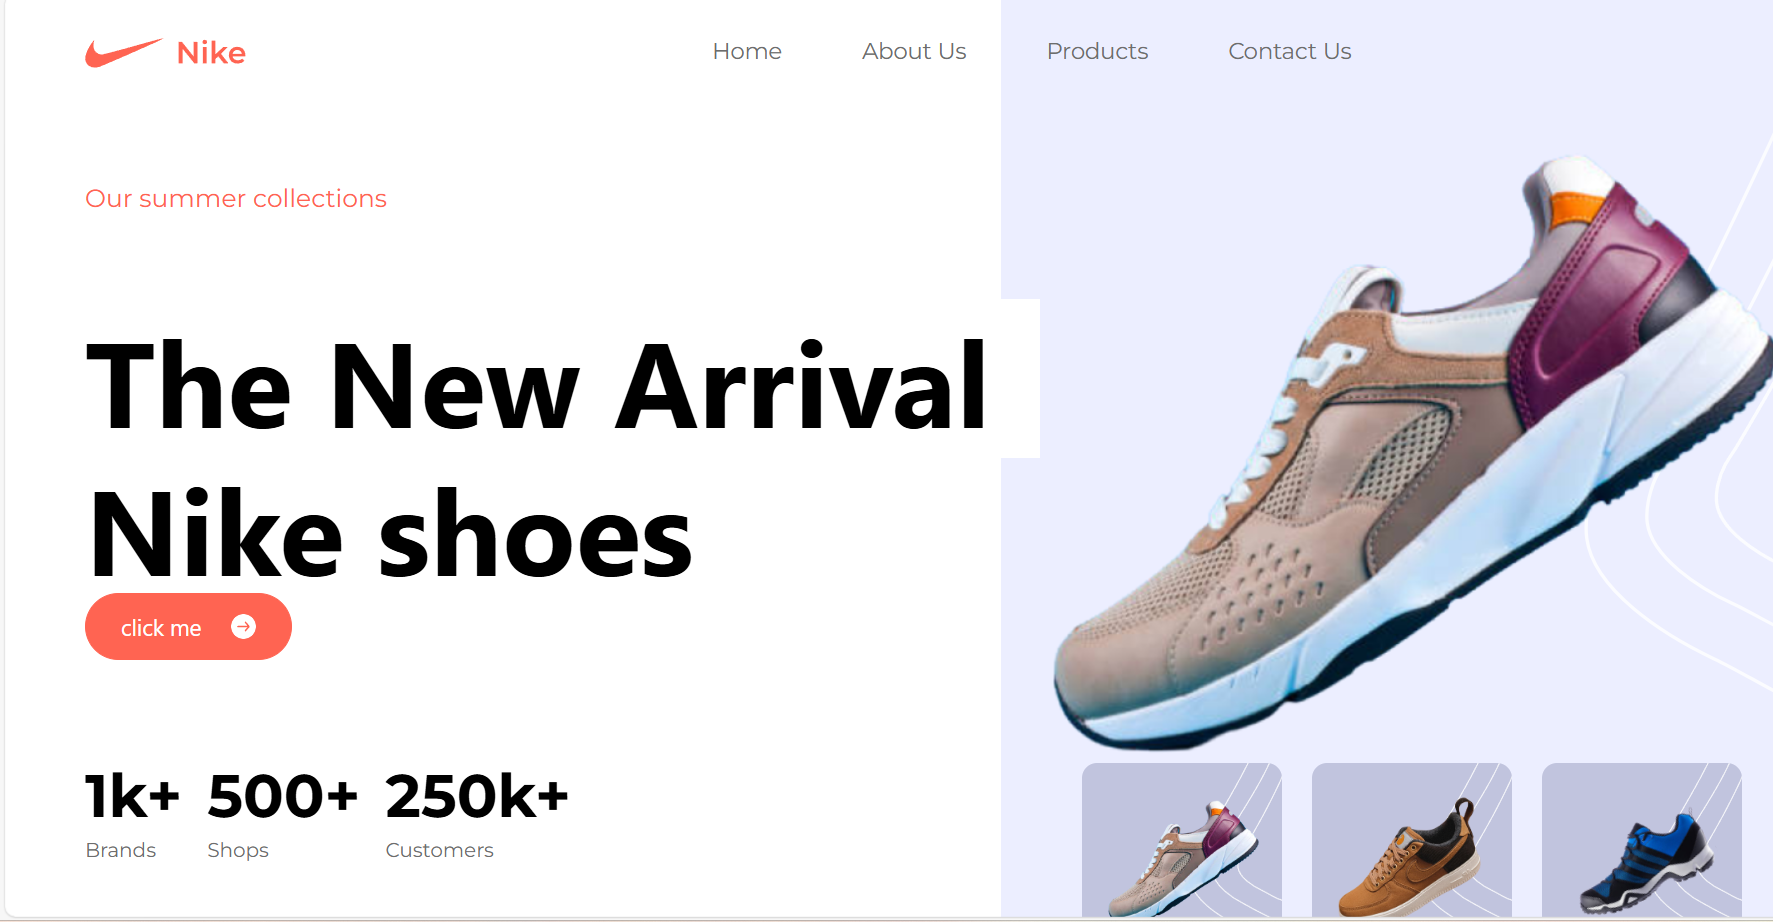 Nike
Home About Us Products Contact Us
Our summer collections
The New Arrival
Nike shoes
click me
1k+ 500+ 250k+
Brands Shops Customers